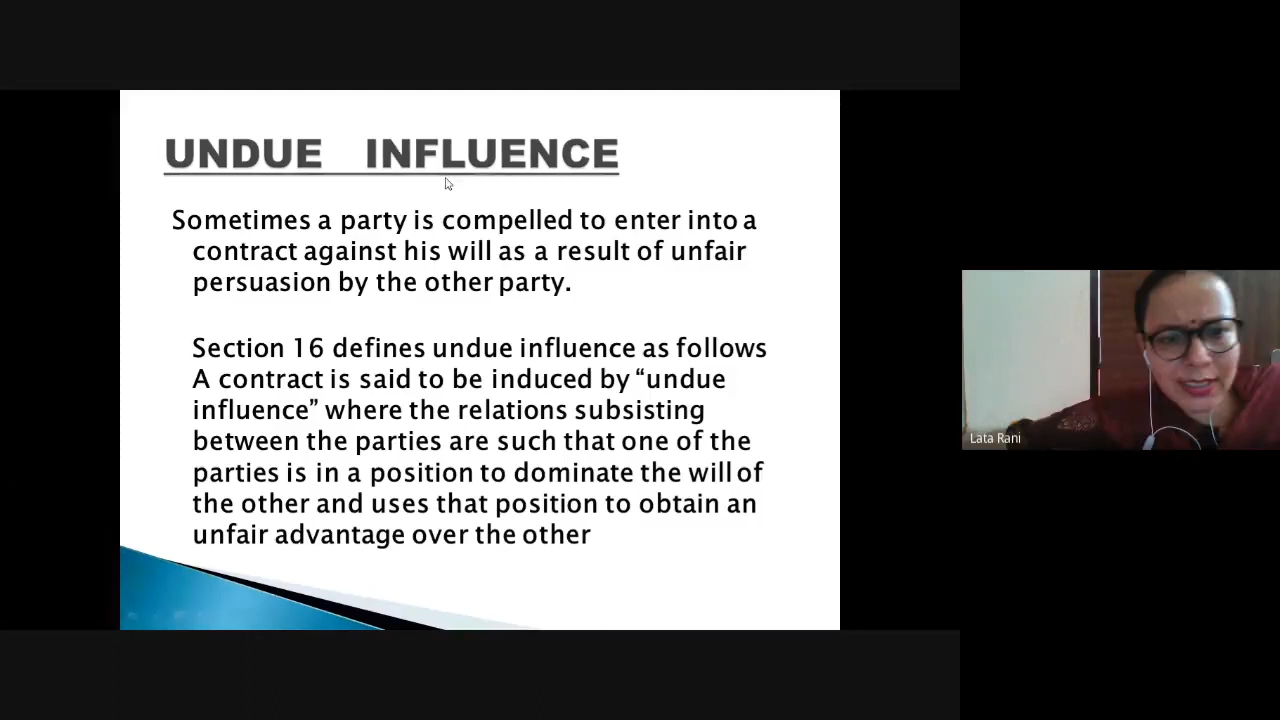 UNDUE INFLUENCE
Sometimes a party is compelled to enter into a
contract against his will as a result of unfair
persuasion by the other party.
Section 16 defines undue influence as follows
A contract is said to be induced by “undue
influence” where the relations subsisting
between the parties are such that one of the
parties is in a position to dominate the will of
the other and uses that position to obtain an
unfair advantage over the other
Lata Rani